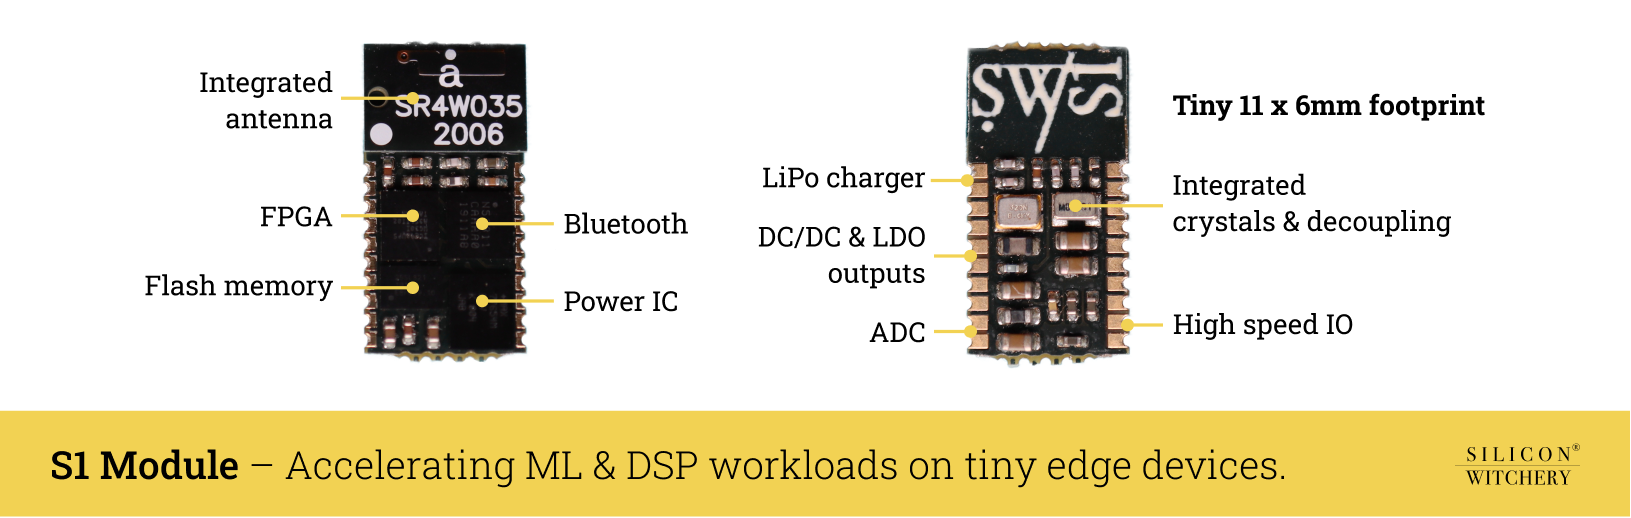 Integrated
antenna
FPGA
Flash memory
Bluetooth
Power IC
a
SR4W035
2006
LiPo charger
DC/DC & LDO
outputs
ADC
SW
S1
Tiny 11 x 6mm footprint
Integrated
crystals & decoupling
High speed IO
S1 Module – Accelerating ML & DSP workloads on tiny edge devices.
SILICON®
WITCHERY